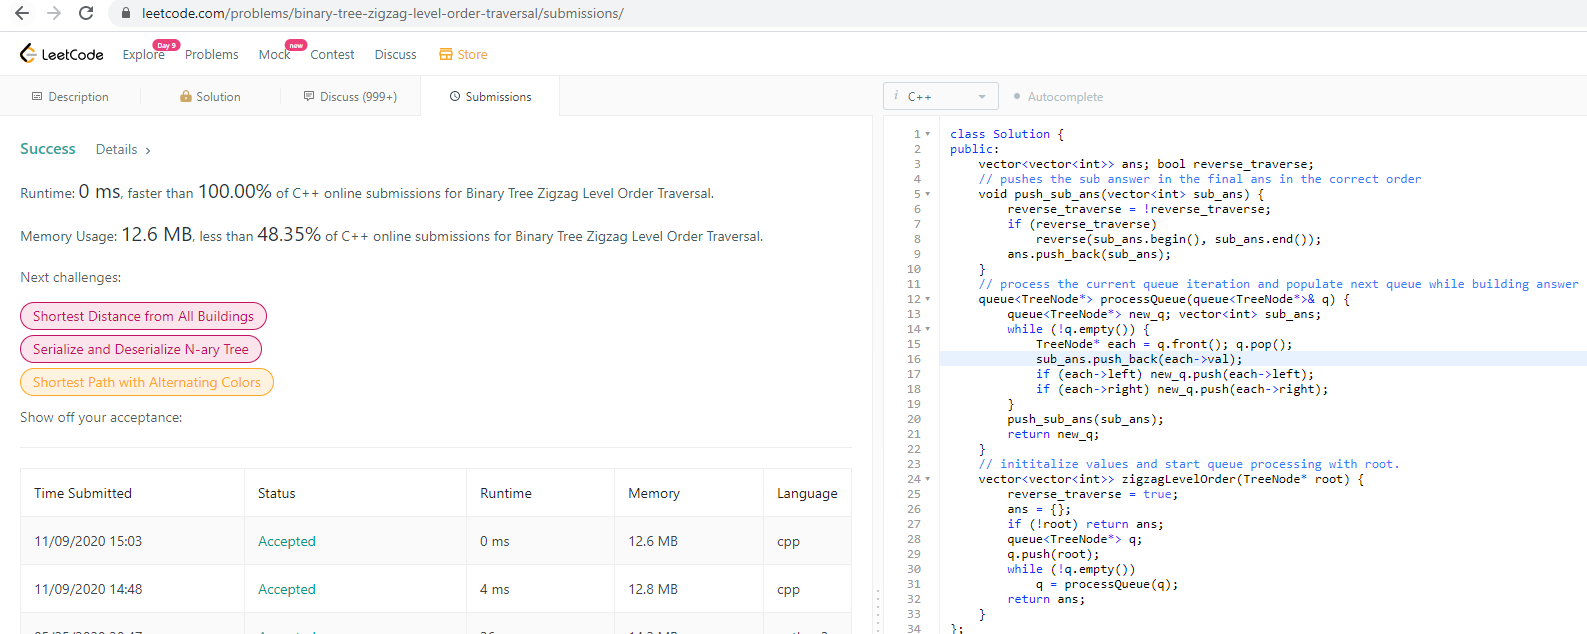 leetcode.com/problems/binary-tree-zigzag-level-order-traversal/submissions/
LeetCode Explore Day 9 Problems Mock new Contest Discuss Store
Description Solution Discuss (999+) Submissions
i C++ Autocomplete
Success Details >
Runtime: 0 ms, faster than 100.00% of C++ online submissions for Binary Tree Zigzag Level Order Traversal.
Memory Usage: 12.6 MB, less than 48.35% of C++ online submissions for Binary Tree Zigzag Level Order Traversal.
Next challenges:
Shortest Distance from All Buildings
Serialize and Deserialize N-ary Tree
Shortest Path with Alternating Colors
Show off your acceptance:
Time Submitted Status Runtime Memory Language
11/09/2020 15:03 Accepted 0 ms 12.6 MB cpp
11/09/2020 14:48 Accepted 4 ms 12.8 MB cpp
1 class Solution {
2 public:
3 vector<vector<int>> ans; bool reverse_traverse;
4 // pushes the sub answer in the final ans in the correct order
5 void push_sub_ans(vector<int> sub_ans) {
6 reverse_traverse = !reverse_traverse;
7 if (reverse_traverse)
8 reverse(sub_ans.begin(), sub_ans.end());
9 ans.push_back(sub_ans);
10 }
11 // process the current queue iteration and populate next queue while building answer
12 queue<TreeNode*> processQueue(queue<TreeNode*>& q) {
13 queue<TreeNode*> new_q; vector<int> sub_ans;
14 while (!q.empty()) {
15 TreeNode* each = q.front(); q.pop();
16 sub_ans.push_back(each->val);
17 if (each->left) new_q.push(each->left);
18 if (each->right) new_q.push(each->right);
19 }
20 push_sub_ans(sub_ans);
21 return new_q;
22 }
23 // inititalize values and start queue processing with root.
24 vector<vector<int>> zigzagLevelOrder(TreeNode* root) {
25 reverse_traverse = true;
26 ans = {};
27 if (!root) return ans;
28 queue<TreeNode*> q;
29 q.push(root);
30 while (!q.empty())
31 q = processQueue(q);
32 return ans;
33 }
34 };